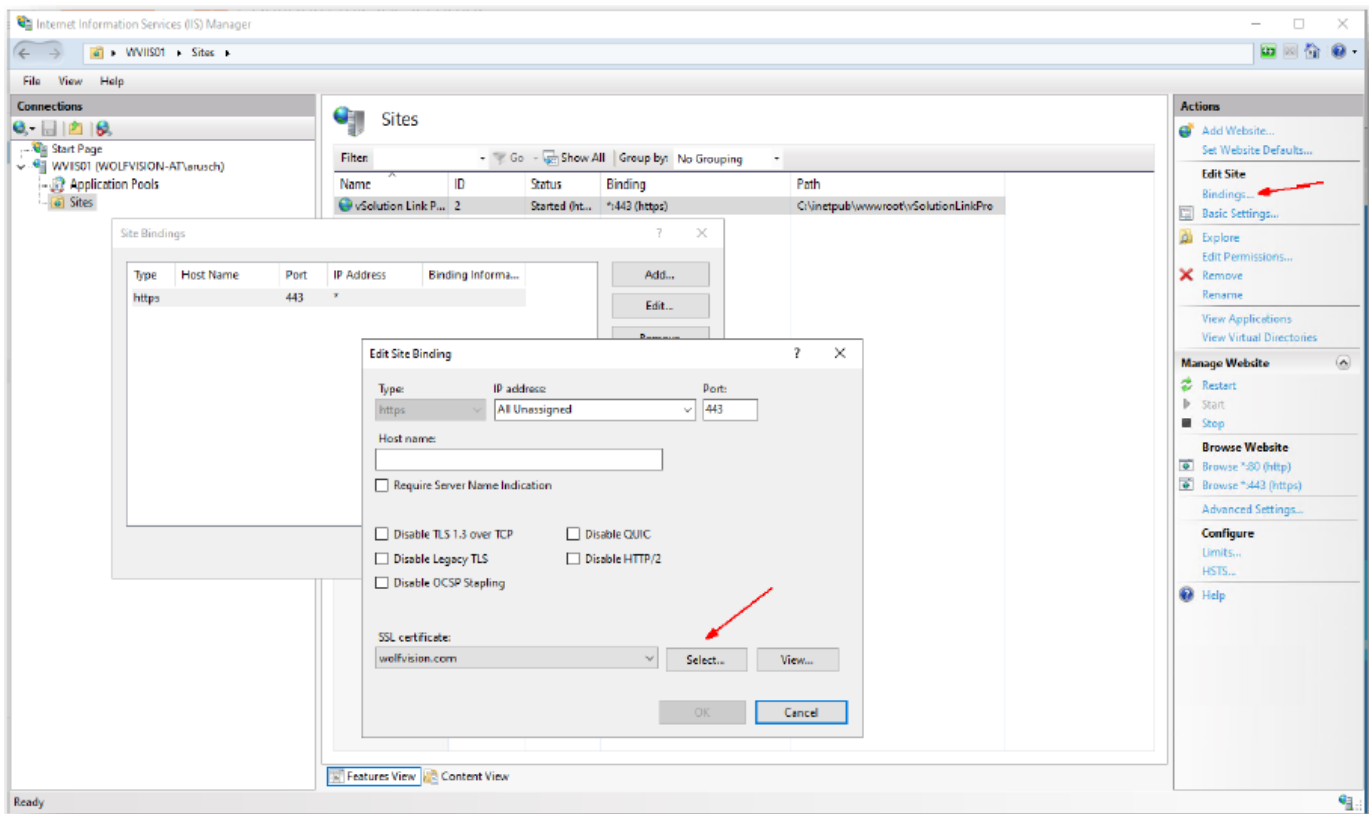 Internet Information Services (IIS) Manager
WVIIS01 Sites
File View Help
Connections
Start Page
WVIIS01 (WOLFVISION-AT\arusch)
Application Pools
Sites
Sites
Filter: Go Show All Group by: No Grouping
Name ID Status Binding Path
vSolution Link P... 2 Started (ht... *:443 (https) C:\inetpub\wwwroot\vSolutionLinkPro
Site Bindings ?
Type Host Name Port IP Address Binding Informa...
https 443 *
Add...
Edit...
Remove
Edit Site Binding ?
Type: IP address: Port:
https All Unassigned 443
Host name:
Require Server Name Indication
Disable TLS 1.3 over TCP Disable QUIC
Disable Legacy TLS Disable HTTP/2
Disable OCSP Stapling
SSL certificate:
wolfvision.com Select... View...
OK Cancel
Features View Content View
Actions
Add Website...
Set Website Defaults...
Edit Site
Bindings...
Basic Settings...
Explore
Edit Permissions...
Remove
Rename
View Applications
View Virtual Directories
Manage Website
Restart
Start
Stop
Browse Website
Browse *:80 (http)
Browse *:443 (https)
Advanced Settings...
Configure
Limits...
HSTS...
Help
Ready